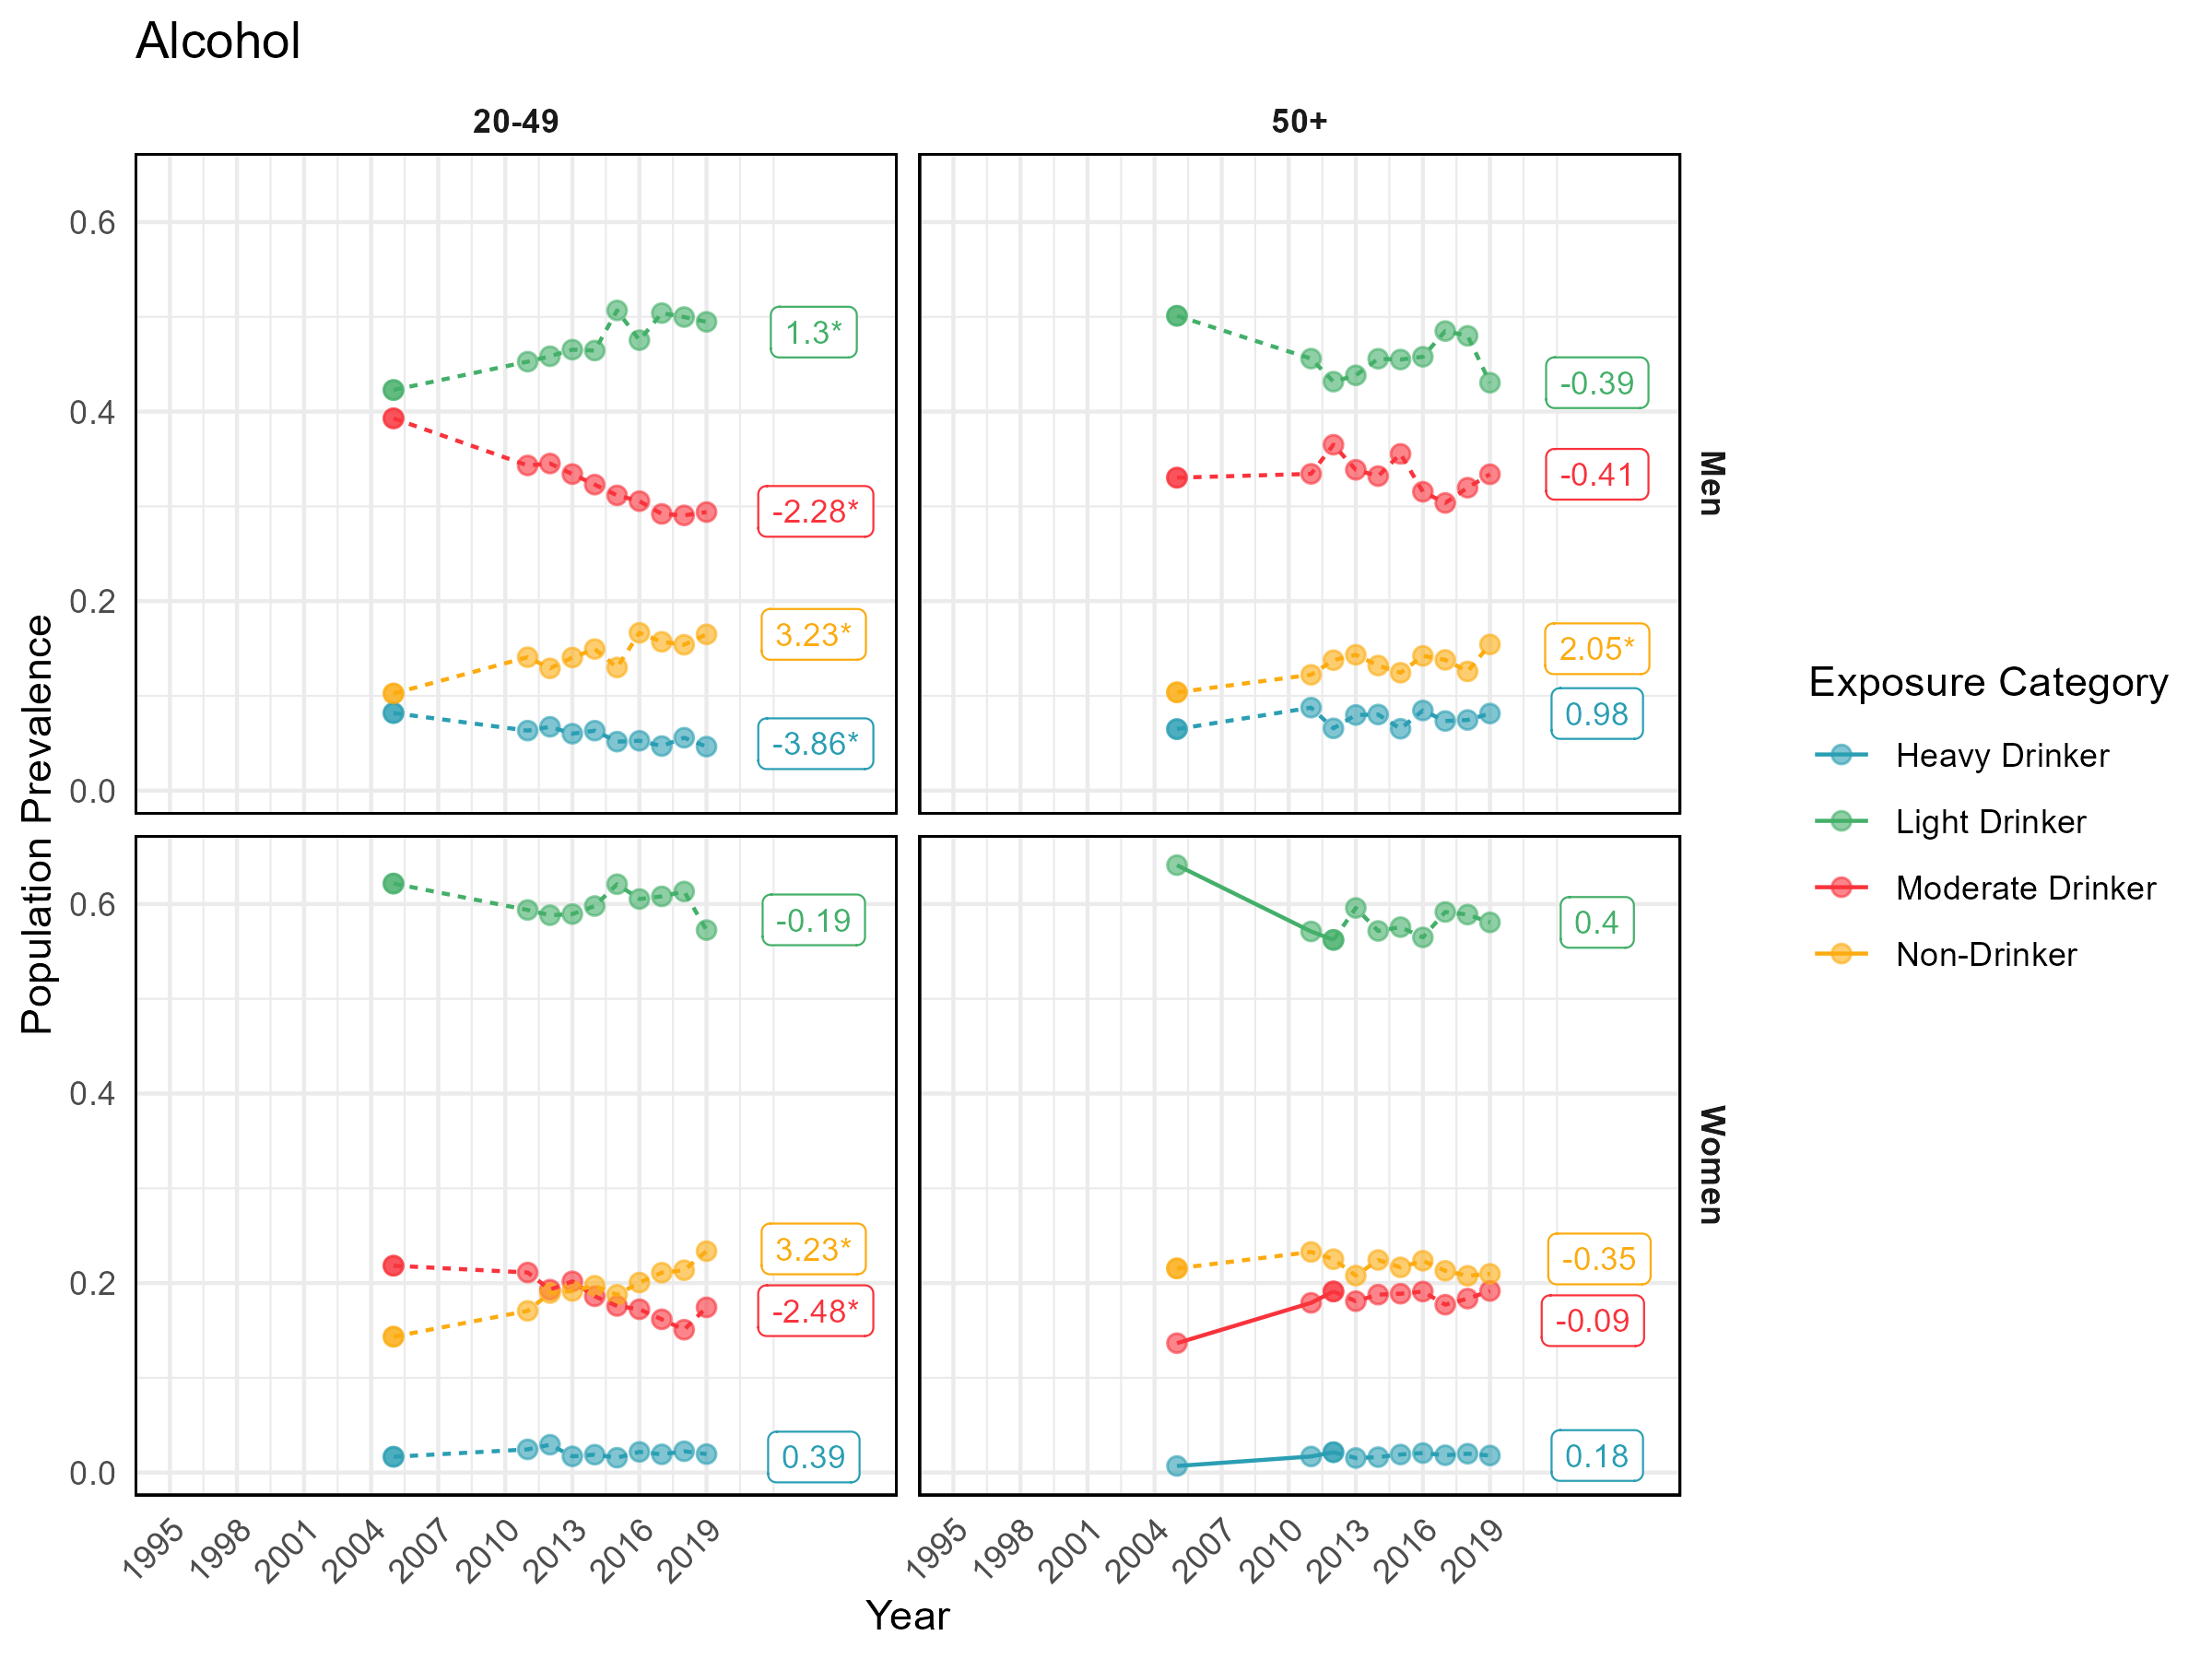 Alcohol
20-49
50+
0.6
0.4
0.2
0.0
1.3*
-2.28*
3.23*
-3.86*
-0.39
-0.41
2.05*
0.98
Men
0.6
0.4
0.2
0.0
-0.19
3.23*
-2.48*
0.39
0.4
-0.35
-0.09
0.18
Women
Population Prevalence
1995 1998 2001 2004 2007 2010 2013 2016 2019
1995 1998 2001 2004 2007 2010 2013 2016 2019
Year
Exposure Category
Heavy Drinker
Light Drinker
Moderate Drinker
Non-Drinker